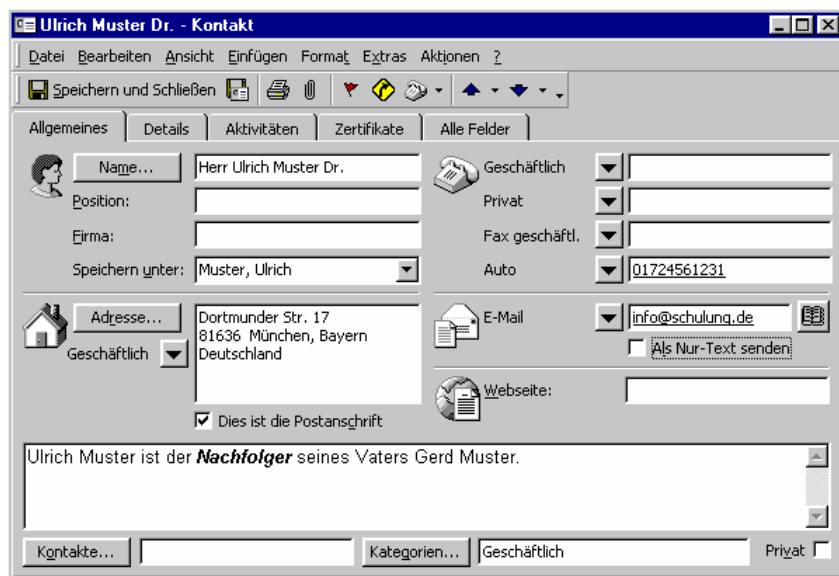 Ulrich Muster Dr. - Kontakt
Datei Bearbeiten Ansicht Einfügen Format Extras Aktionen ?
Speichern und Schließen
Allgemeines Details Aktivitäten Zertifikate Alle Felder
Name... Herr Ulrich Muster Dr.
Position:
Firma:
Speichern unter: Muster, Ulrich
Geschäftlich
Privat
Fax geschäftl.
Auto 01724561231
Adresse... Dortmunder Str. 17
81636 München, Bayern
Geschäftlich Deutschland
Dies ist die Postanschrift
E-Mail info@schulung.de
Als Nur-Text senden
Webseite:
Ulrich Muster ist der Nachfolger seines Vaters Gerd Muster.
Kontakte... Kategorien... Geschäftlich Privat